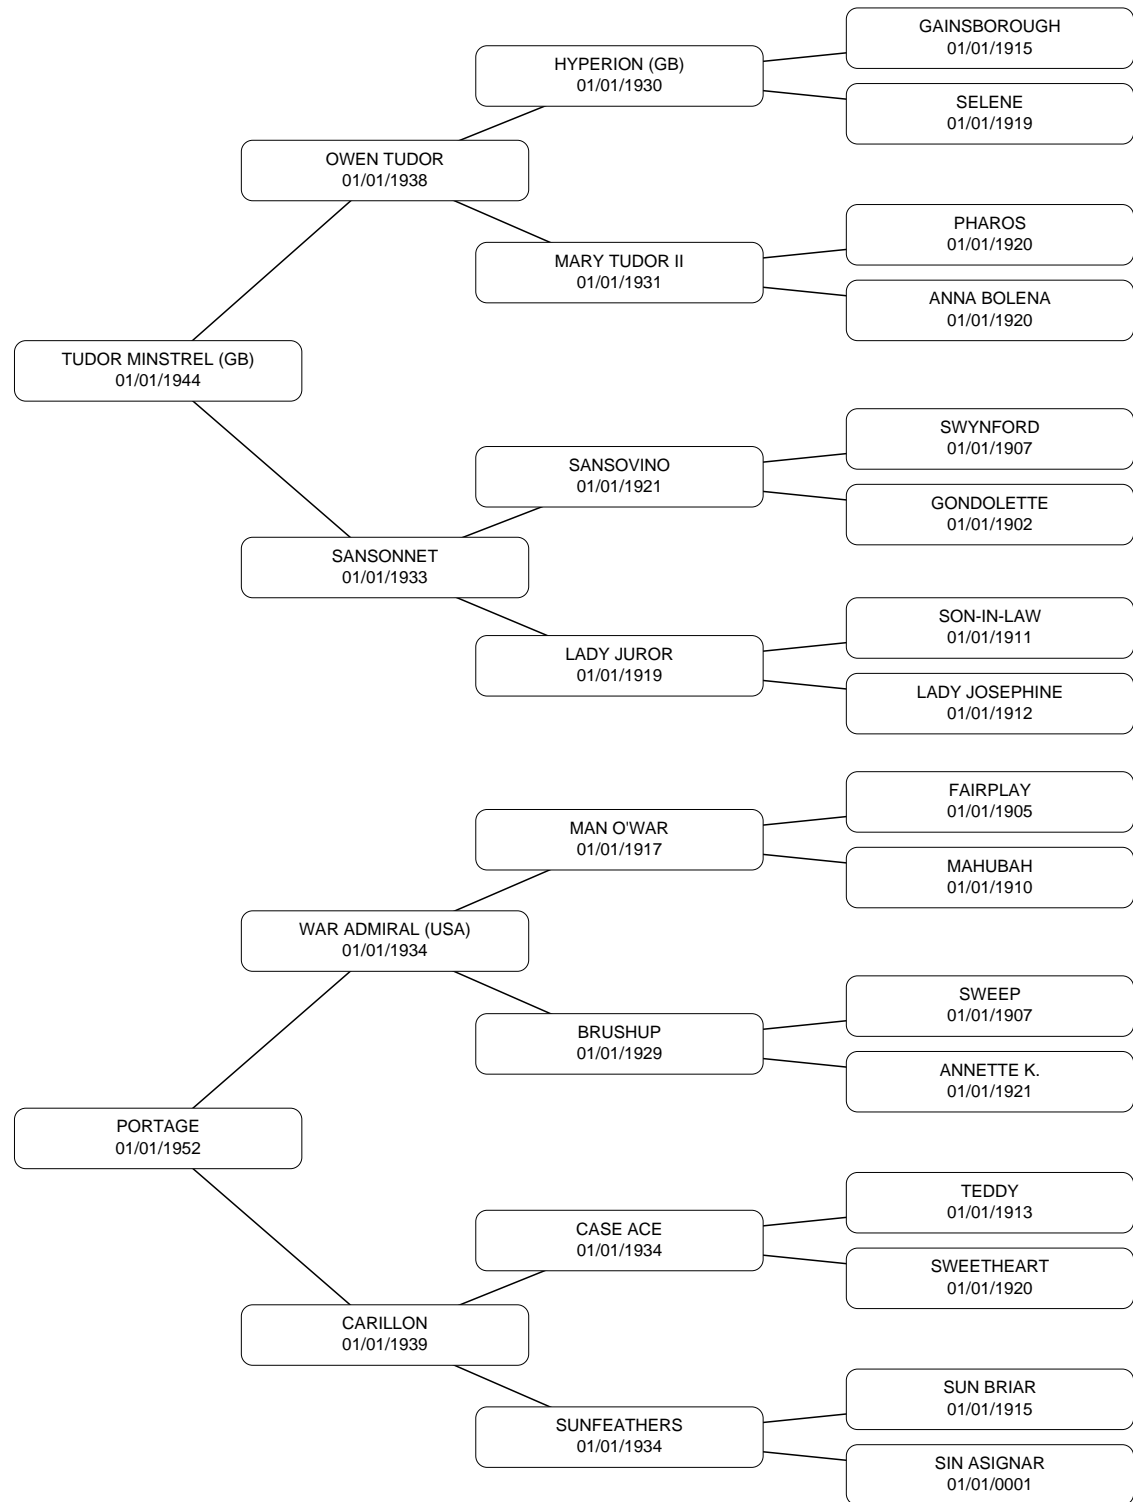 GAINSBOROUGH
01/01/1915
HYPERION (GB)
01/01/1930
SELENE
01/01/1919
OWEN TUDOR
01/01/1938
PHAROS
01/01/1920
MARY TUDOR II
01/01/1931
ANNA BOLENA
01/01/1920
TUDOR MINSTREL (GB)
01/01/1944
SWYNFORD
01/01/1907
SANSOVINO
01/01/1921
GONDOLETTE
01/01/1902
SANSONNET
01/01/1933
SON-IN-LAW
01/01/1911
LADY JUROR
01/01/1919
LADY JOSEPHINE
01/01/1912
FAIRPLAY
01/01/1905
MAN O'WAR
01/01/1917
MAHUBAH
01/01/1910
WAR ADMIRAL (USA)
01/01/1934
SWEEP
01/01/1907
BRUSHUP
01/01/1929
ANNETTE K.
01/01/1921
PORTAGE
01/01/1952
TEDDY
01/01/1913
CASE ACE
01/01/1934
SWEETHEART
01/01/1920
CARILLON
01/01/1939
SUN BRIAR
01/01/1915
SUNFEATHERS
01/01/1934
SIN ASIGNAR
01/01/0001